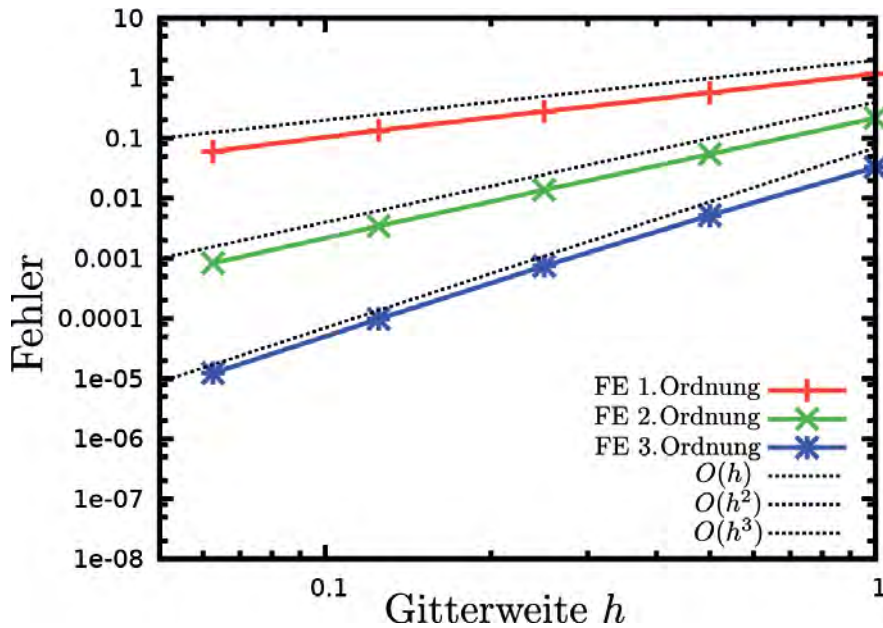 10
1
0.1
0.01
0.001
0.0001
1e-05
1e-06
1e-07
1e-08
Fehler
FE 1.Ordnung
FE 2.Ordnung
FE 3.Ordnung
O(h)
O(h²)
O(h³)
0.1
1
Gitterweite h